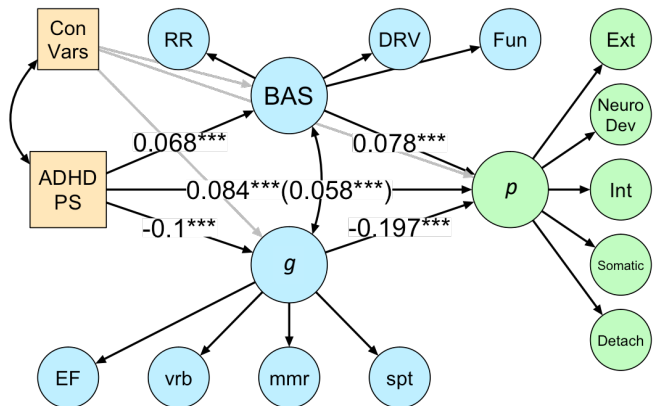 Con
Vars
RR
DRV
Fun
Ext
BAS
Neuro
Dev
0.068***
0.078***
ADHD
PS
0.084***(0.058***)
p
Int
-0.1***
-0.197***
g
Somatic
Detach
EF
vrb
mmr
spt